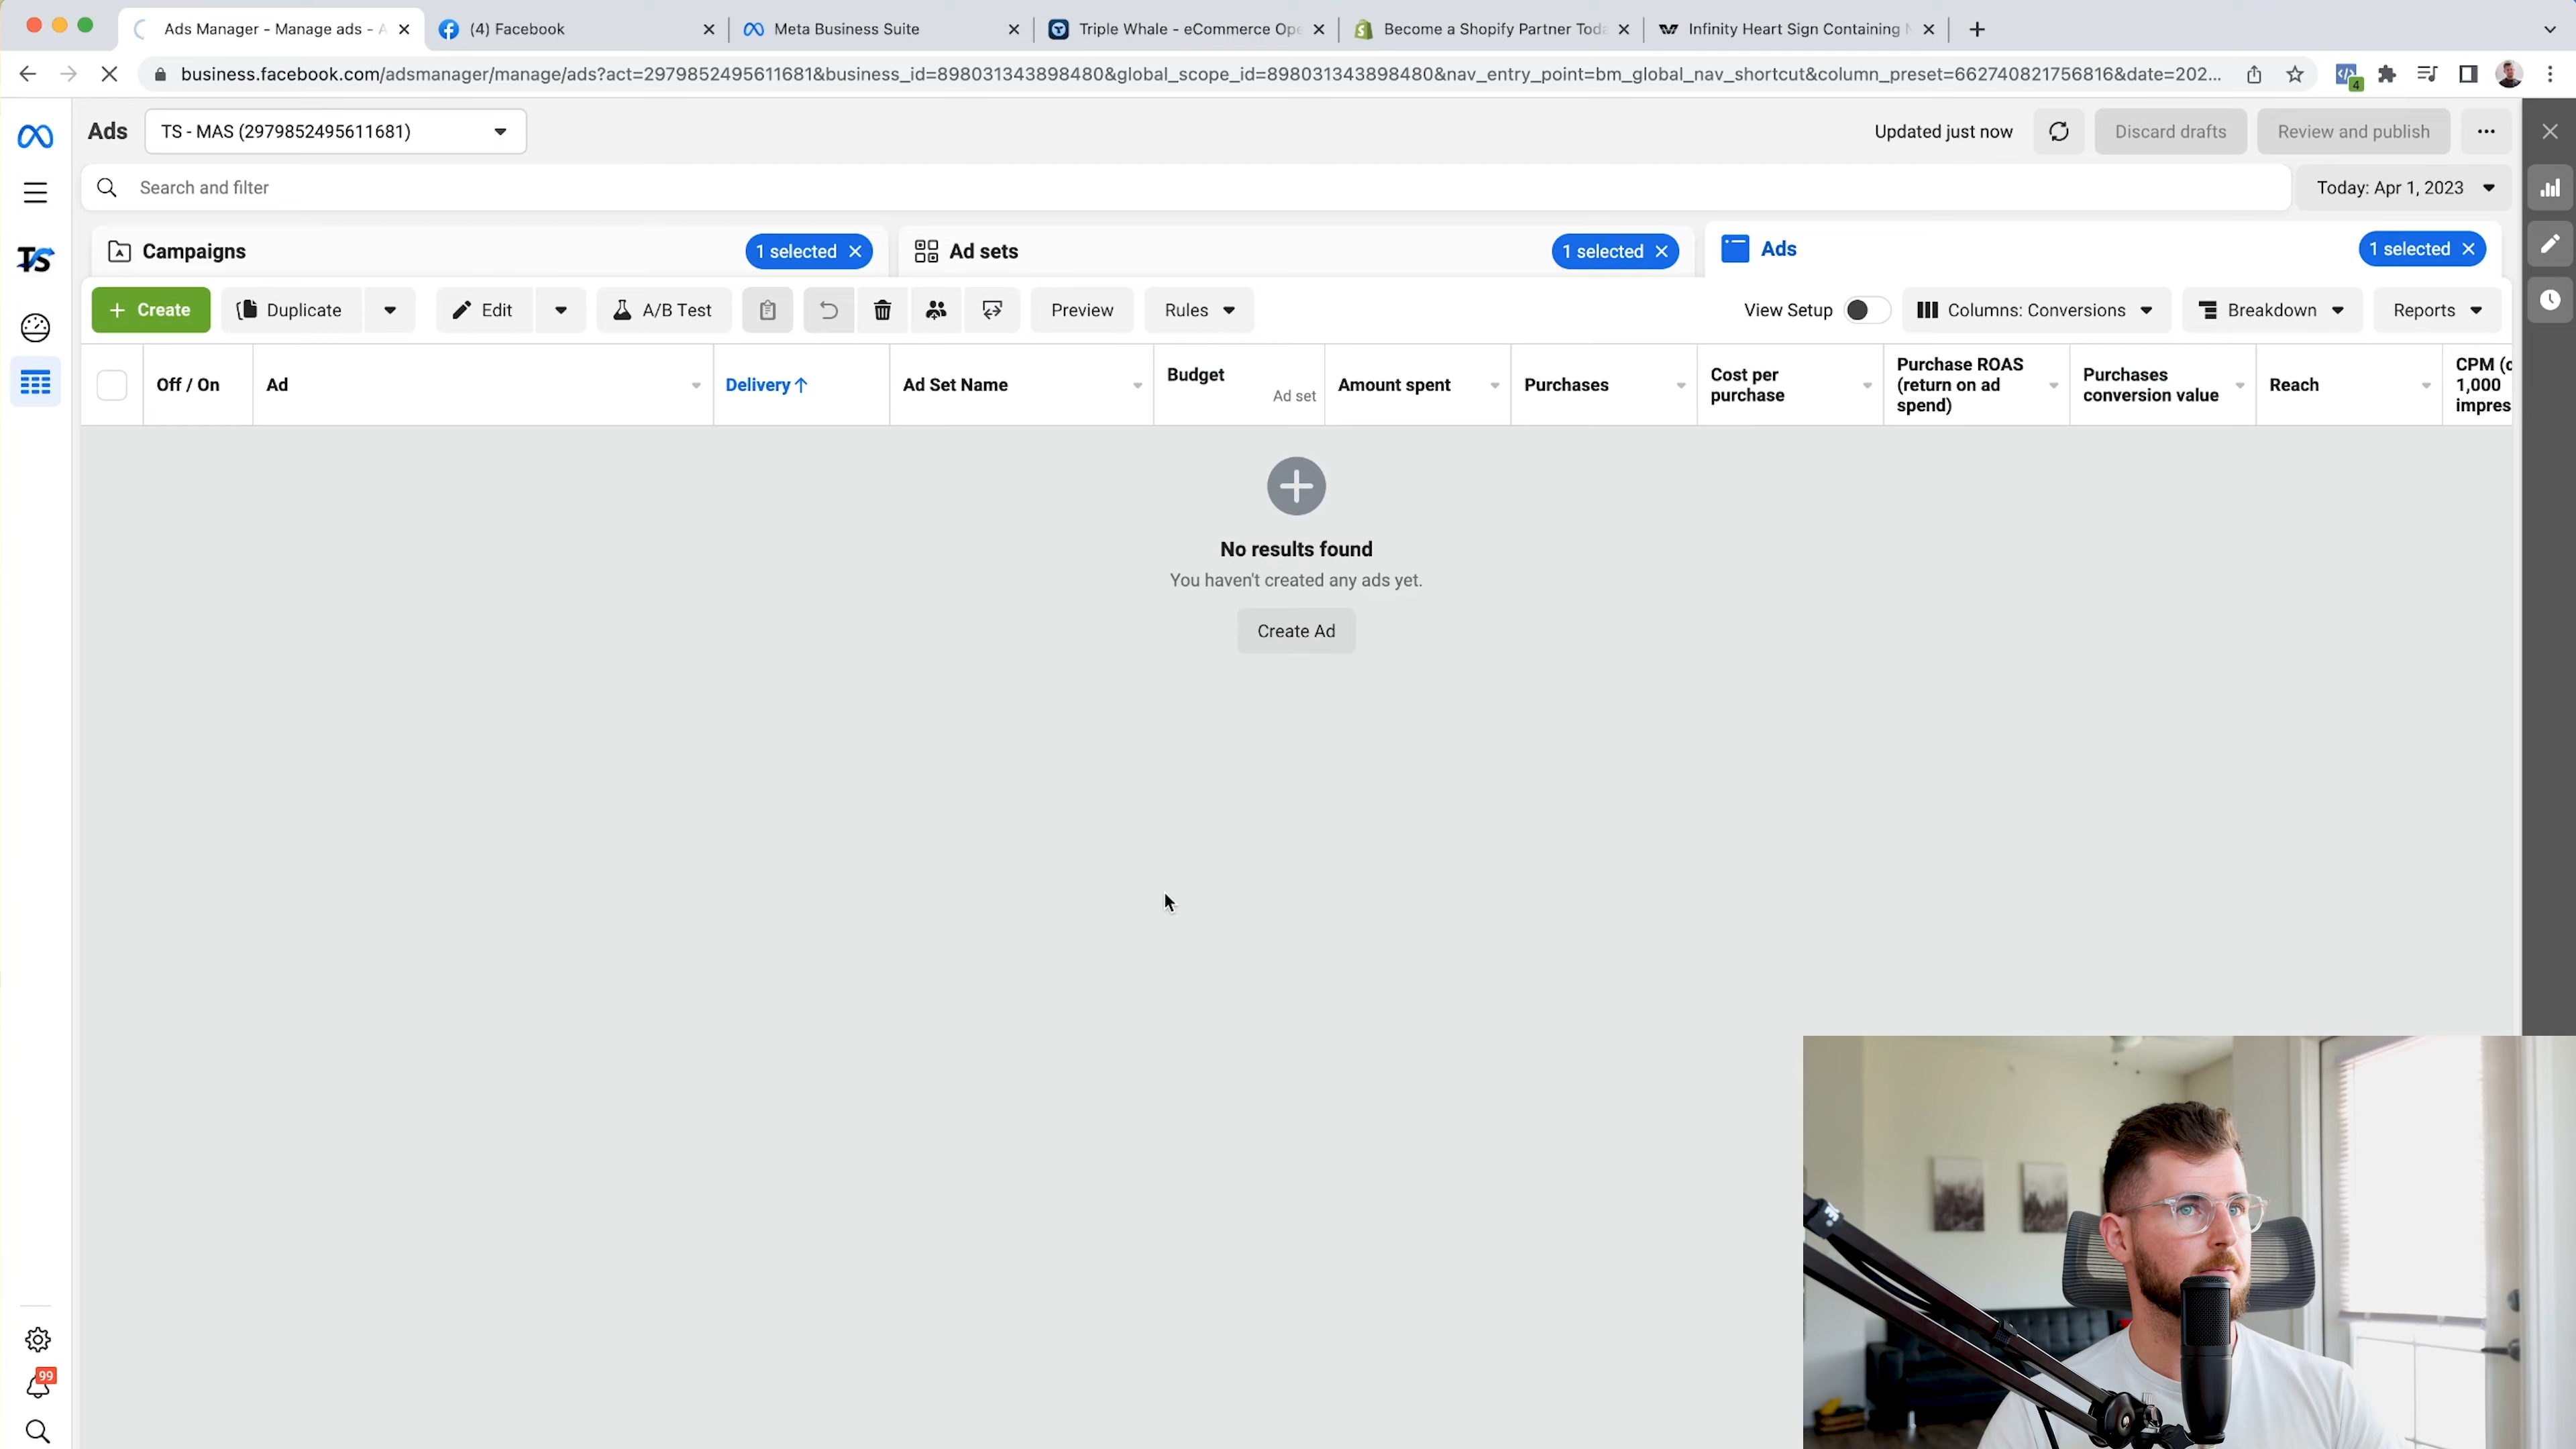 Ads Manager - Manage ads - A
(4) Facebook
Meta Business Suite
Triple Whale - eCommerce Ope
Become a Shopify Partner Toda
Infinity Heart Sign Containing N
business.facebook.com/adsmanager/manage/ads?act=2979852495611681&business_id=898031343898480&global_scope_id=898031343898480&nav_entry_point=bm_global_nav_shortcut&column_preset=662740821756816&date=202...
4
Ads
TS - MAS (2979852495611681)
Updated just now
Discard drafts
Review and publish
Search and filter
Today: Apr 1, 2023
TS
Campaigns
1 selected
Ad sets
1 selected
Ads
1 selected
+ Create
Duplicate
Edit
A/B Test
Preview
Rules
View Setup
Columns: Conversions
Breakdown
Reports
Off / On
Ad
Delivery↑
Ad Set Name
Budget
Ad set
Amount spent
Purchases
Cost per
purchase
Purchase ROAS
(return on ad
spend)
Purchases
conversion value
Reach
CPM (c
1,000
impres
No results found
You haven't created any ads yet.
Create Ad
99